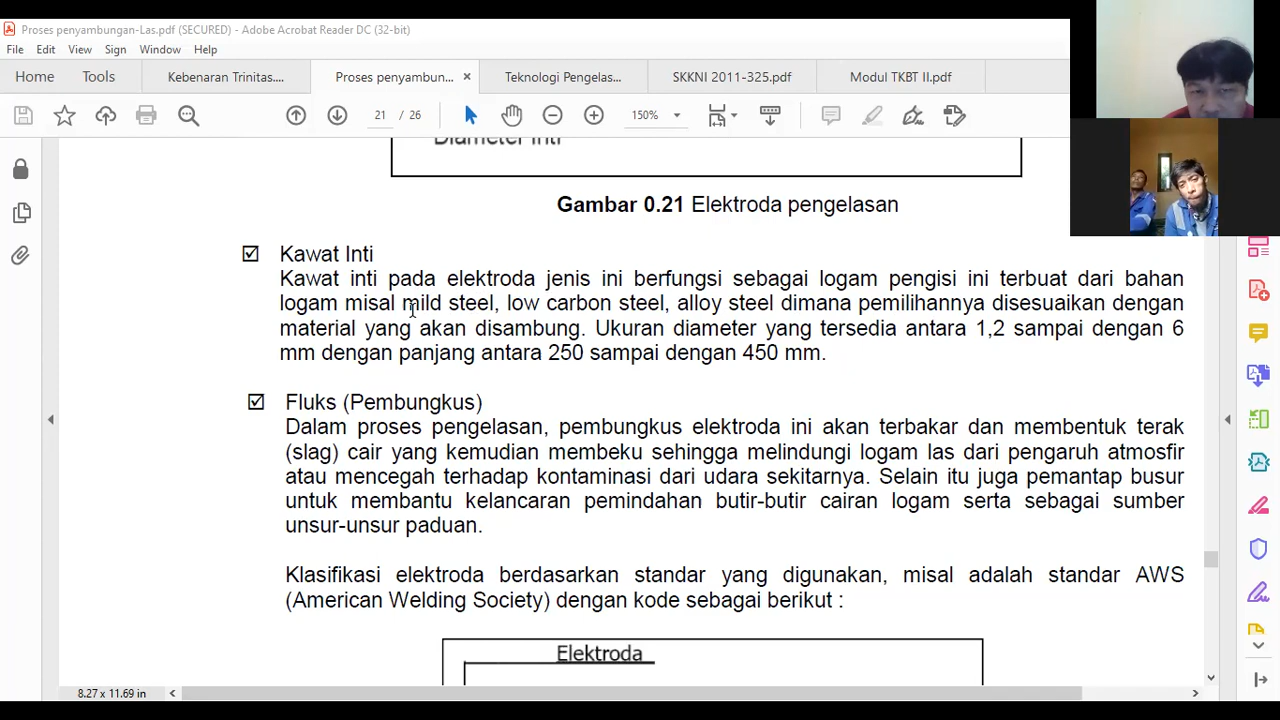 Proses penyambungan-Las.pdf (SECURED) - Adobe Acrobat Reader DC (32-bit)
File Edit View Sign Window Help
Home Tools Kebenaran Trinitas.... Proses penyambun... × Teknologi Pengelas... SKKNI 2011-325.pdf Modul TKBT II.pdf
21 / 26 150%
Diameter Inti
Gambar 0.21 Elektroda pengelasan
Kawat Inti
Kawat inti pada elektroda jenis ini berfungsi sebagai logam pengisi ini terbuat dari bahan
logam misal mild steel, low carbon steel, alloy steel dimana pemilihannya disesuaikan dengan
material yang akan disambung. Ukuran diameter yang tersedia antara 1,2 sampai dengan 6
mm dengan panjang antara 250 sampai dengan 450 mm.
Fluks (Pembungkus)
Dalam proses pengelasan, pembungkus elektroda ini akan terbakar dan membentuk terak
(slag) cair yang kemudian membeku sehingga melindungi logam las dari pengaruh atmosfir
atau mencegah terhadap kontaminasi dari udara sekitarnya. Selain itu juga pemantap busur
untuk membantu kelancaran pemindahan butir-butir cairan logam serta sebagai sumber
unsur-unsur paduan.
Klasifikasi elektroda berdasarkan standar yang digunakan, misal adalah standar AWS
(American Welding Society) dengan kode sebagai berikut :
Elektroda
8.27 x 11.69 in